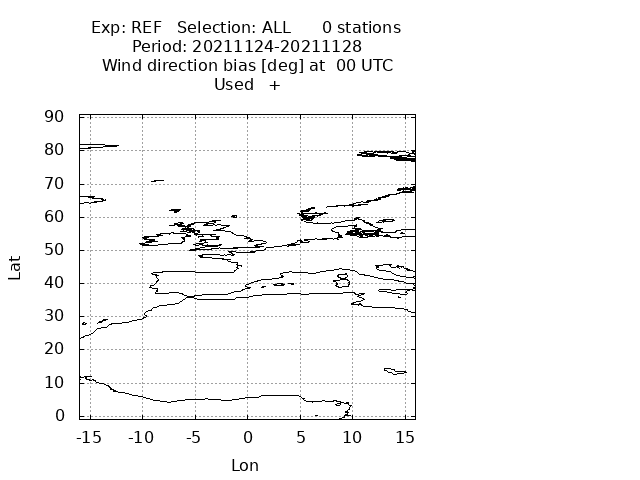 Exp: REF   Selection: ALL      0 stations
Period: 20211124-20211128
Wind direction bias [deg] at  00 UTC
Used   +
90
80
70
60
50
40
30
20
10
0
Lat
-15 -10 -5 0 5 10 15
Lon